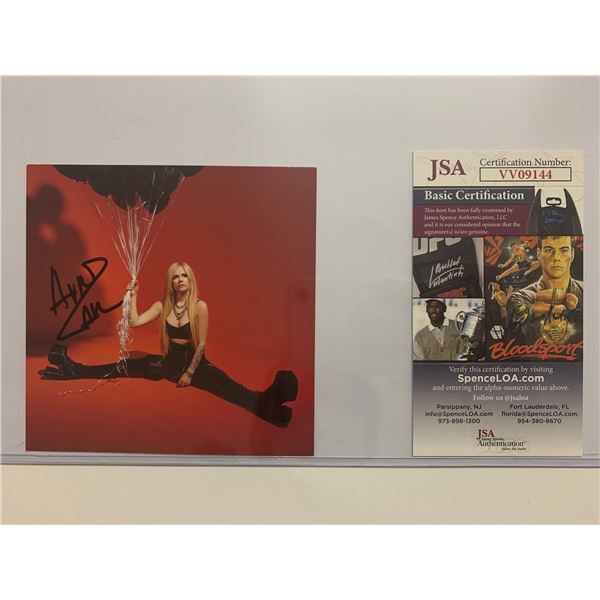 JSA
Certification Number:
VV09144
Basic Certification
This item has been fully examined by
James Spence Authentication, LLC
and it is our considered opinion that the
signature(s) is/are genuine.
UFC
Bloodsport
Verify this certification by visiting
SpenceLOA.com
and entering the alpha-numeric value above.
Follow us @jsaloa
Parsippany, NJ
info@SpenceLOA.com
973-898-1300
Fort Lauderdale, FL
florida@SpenceLOA.com
954-380-8670
JSA
James Spence
Authentication